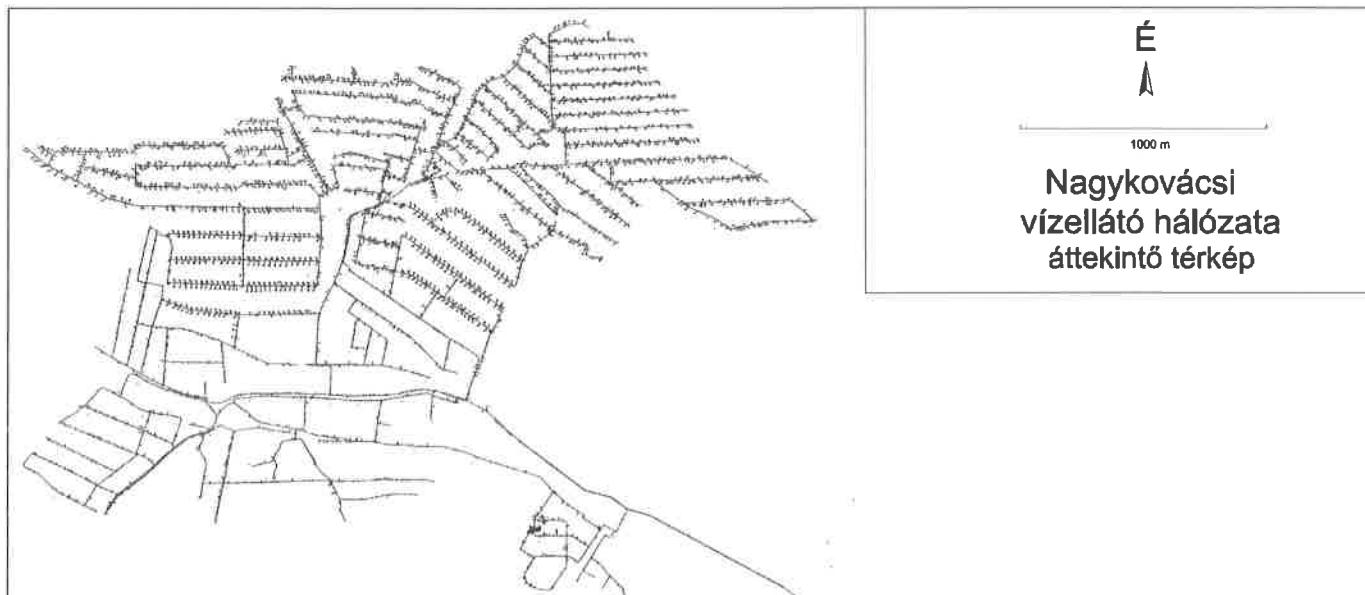 É
1000 m
Nagykovácsi
vízellátó hálózata
áttekintő térkép